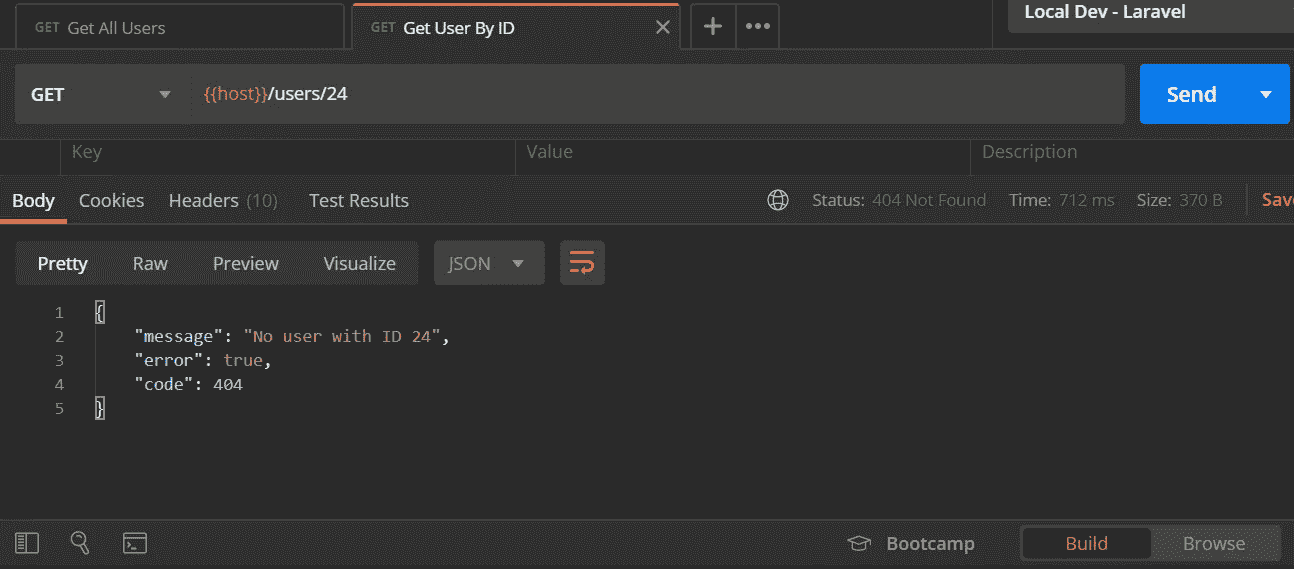 GET Get All Users
GET Get User By ID
Local Dev - Laravel
GET {{host}}/users/24 Send
Key Value Description
Body Cookies Headers (10) Test Results Status: 404 Not Found Time: 712 ms Size: 370 B Sav
Pretty Raw Preview Visualize JSON
1 {
2 "message": "No user with ID 24",
3 "error": true,
4 "code": 404
5 }
Bootcamp Build Browse